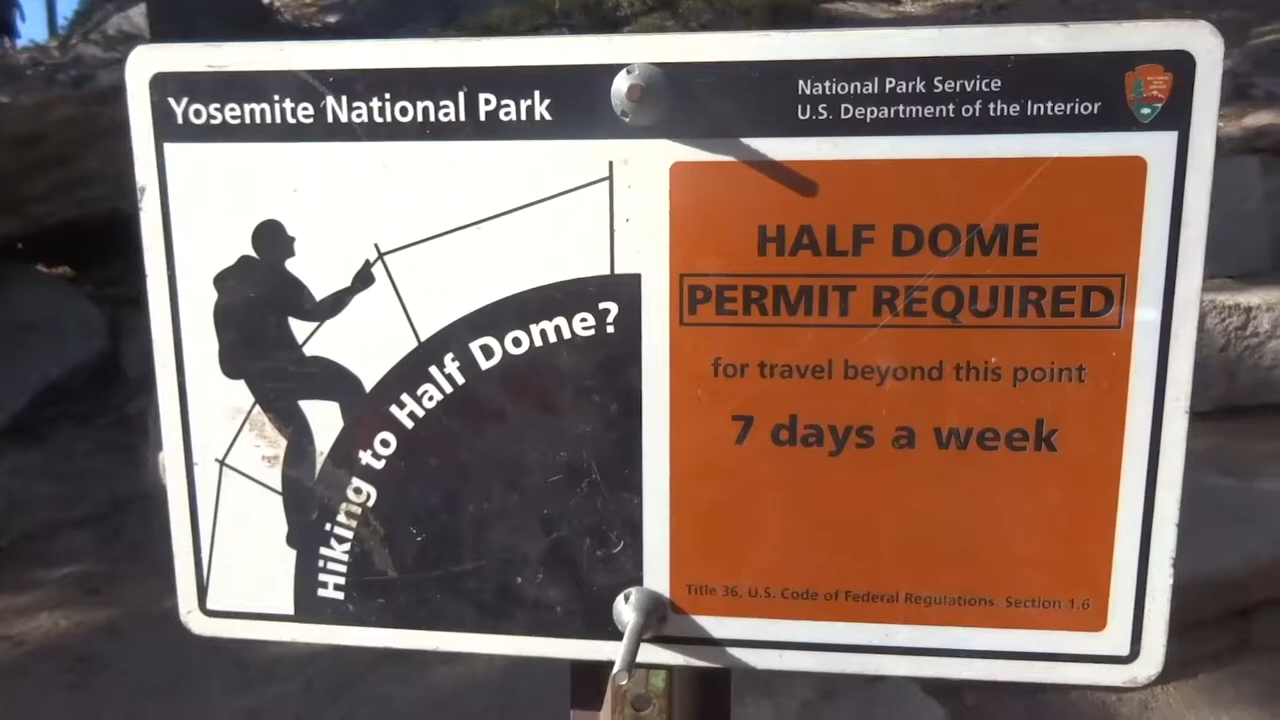 Yosemite National Park
National Park Service
U.S. Department of the Interior
Hiking to Half Dome?
HALF DOME
PERMIT REQUIRED
for travel beyond this point
7 days a week
Title 36, U.S. Code of Federal Regulations. Section 1.6